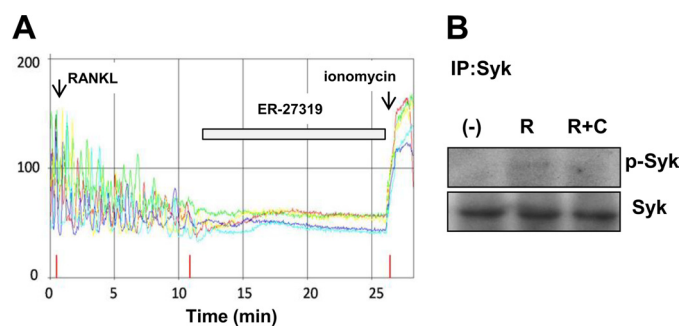 A
200
RANKL
ionomycin
ER-27319
100
0
0 5 10 15 20 25
Time (min)
B
IP:Syk
(-) R R+C
p-Syk
Syk